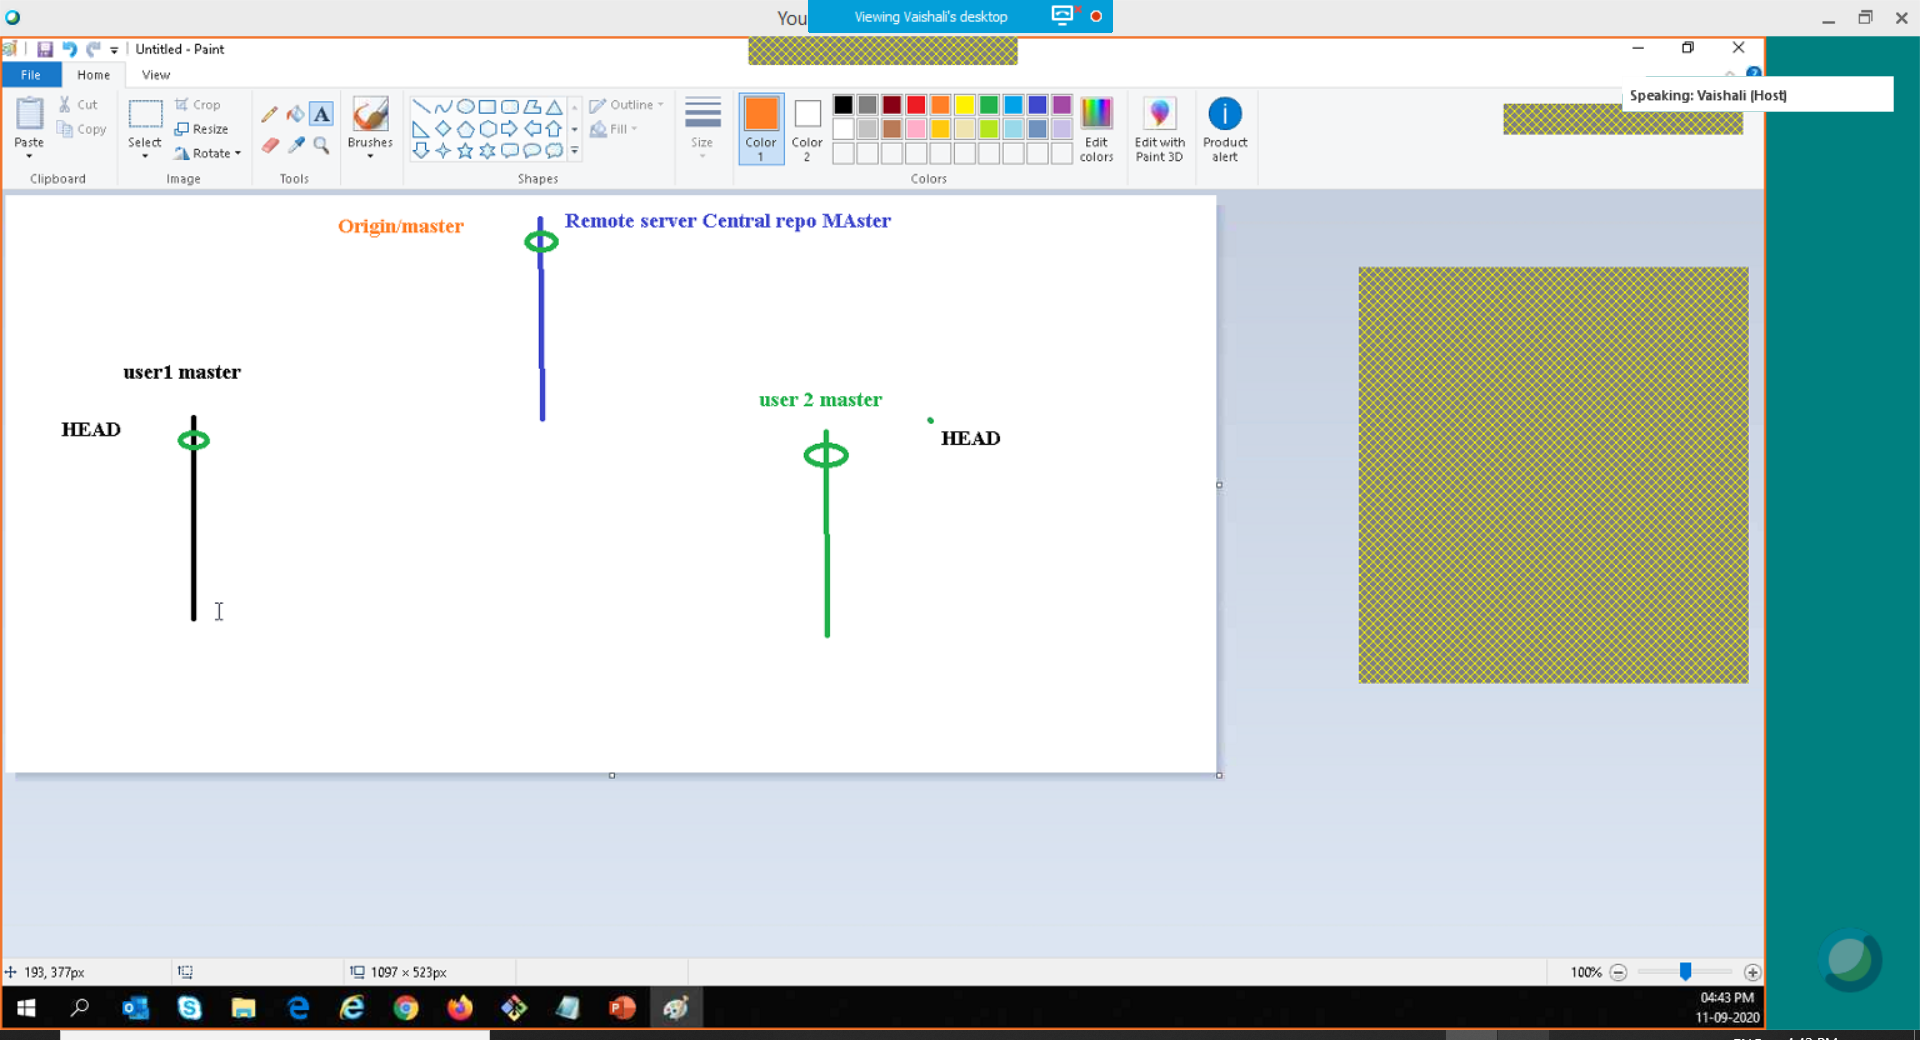 You
Viewing Vaishali's desktop
Untitled - Paint
File Home View
Speaking: Vaishali (Host)
Paste
Cut
Copy
Clipboard
Select
Crop
Resize
Rotate
Image
A
Tools
Brushes
Shapes
Outline
Fill
Size
Color
1
Color
2
Edit
colors
Colors
Edit with
Paint 3D
Product
alert
Origin/master
Remote server Central repo MAster
user1 master
HEAD
user 2 master
HEAD
193, 377px
1097 × 523px
100%
04:43 PM
11-09-2020